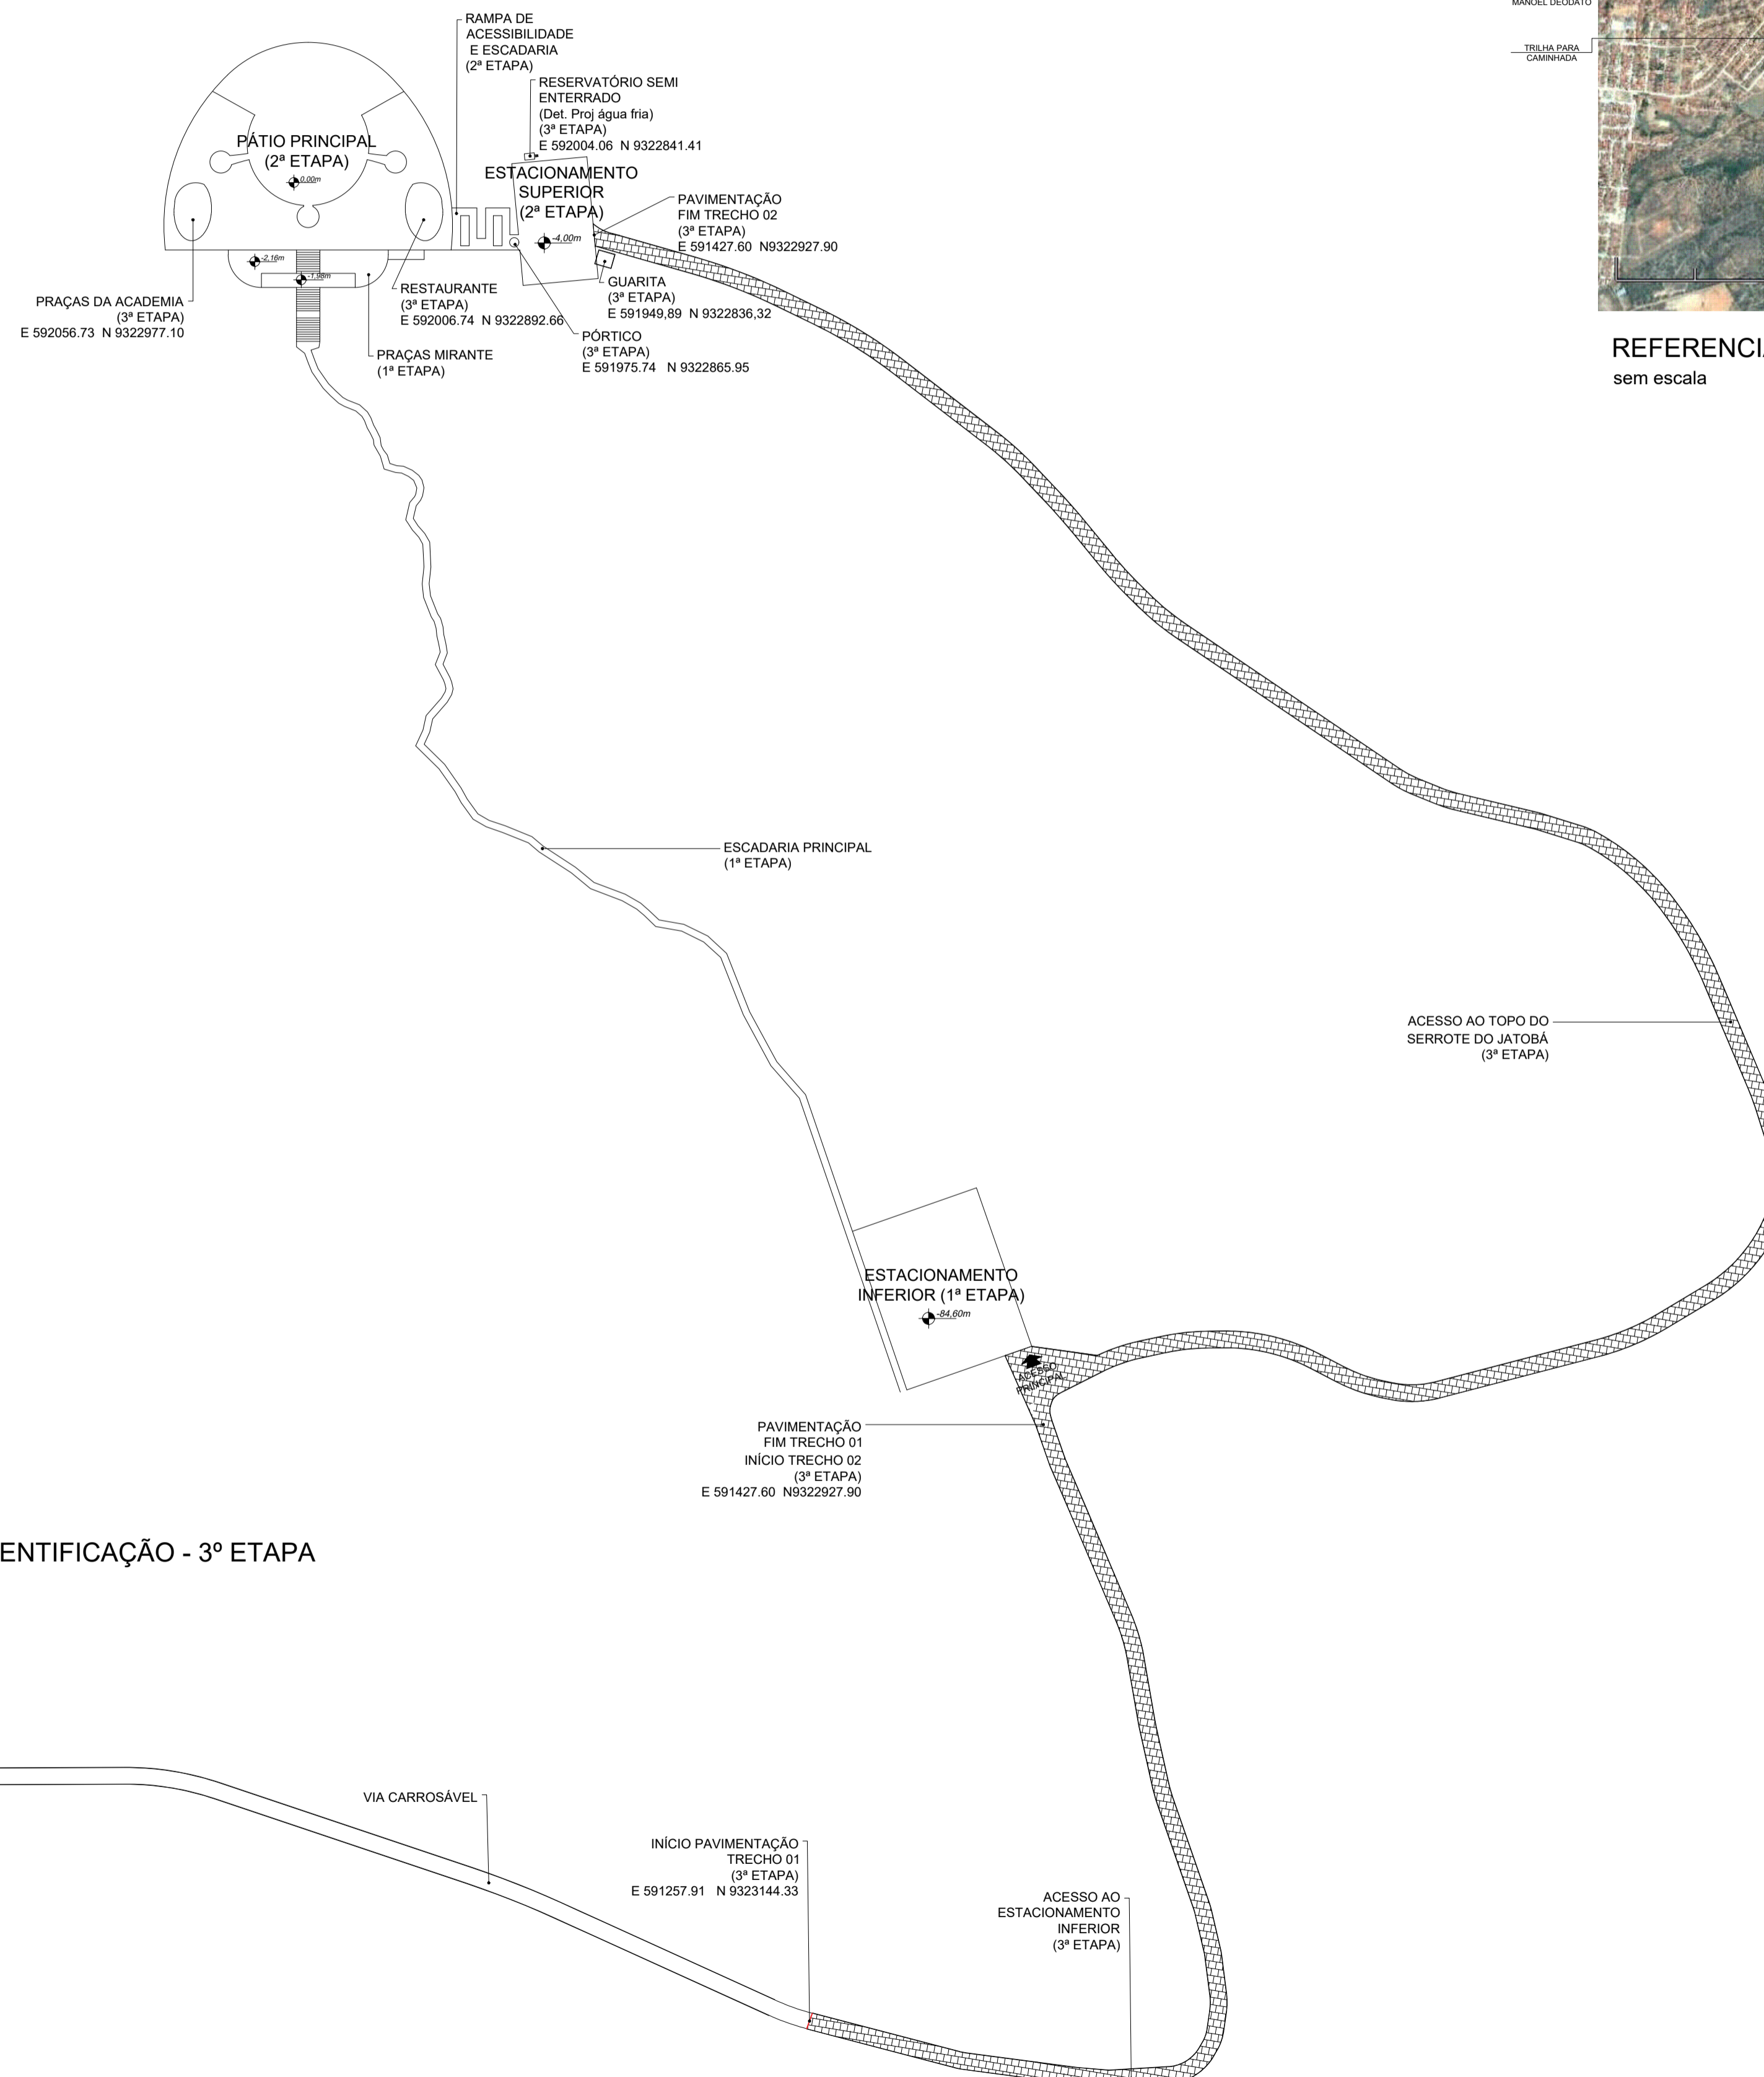 RAMPA DE
ACESSIBILIDADE
E ESCADARIA
(2ª ETAPA)
RESERVATÓRIO SEMI
ENTERRADO
(Det. Proj água fria)
(3ª ETAPA)
E 592004.06 N 9322841.41
MANOEL DEODATO
TRILHA PARA
CAMINHADA
PÁTIO PRINCIPAL
(2ª ETAPA)
0,00m
ESTACIONAMENTO
SUPERIOR
(2ª ETAPA)
-4,00m
PAVIMENTAÇÃO
FIM TRECHO 02
(3ª ETAPA)
E 591427.60 N9322927.90
-2,16m
-1,98m
GUARITA
(3ª ETAPA)
E 591949,89 N 9322836,32
PRAÇAS DA ACADEMIA
(3ª ETAPA)
E 592056.73 N 9322977.10
RESTAURANTE
(3ª ETAPA)
E 592006.74 N 9322892.66
PÓRTICO
(3ª ETAPA)
E 591975.74 N 9322865.95
PRAÇAS MIRANTE
(1ª ETAPA)
REFERENCIA
sem escala
ESCADARIA PRINCIPAL
(1ª ETAPA)
ACESSO AO TOPO DO
SERROTE DO JATOBÁ
(3ª ETAPA)
ESTACIONAMENTO
INFERIOR (1ª ETAPA)
-84,60m
ACESSO
PRINCIPAL
PAVIMENTAÇÃO
FIM TRECHO 01
INÍCIO TRECHO 02
(3ª ETAPA)
E 591427.60 N9322927.90
ENTIFICAÇÃO - 3º ETAPA
VIA CARROSÁVEL
INÍCIO PAVIMENTAÇÃO
TRECHO 01
(3ª ETAPA)
E 591257.91 N 9323144.33
ACESSO AO
ESTACIONAMENTO
INFERIOR
(3ª ETAPA)